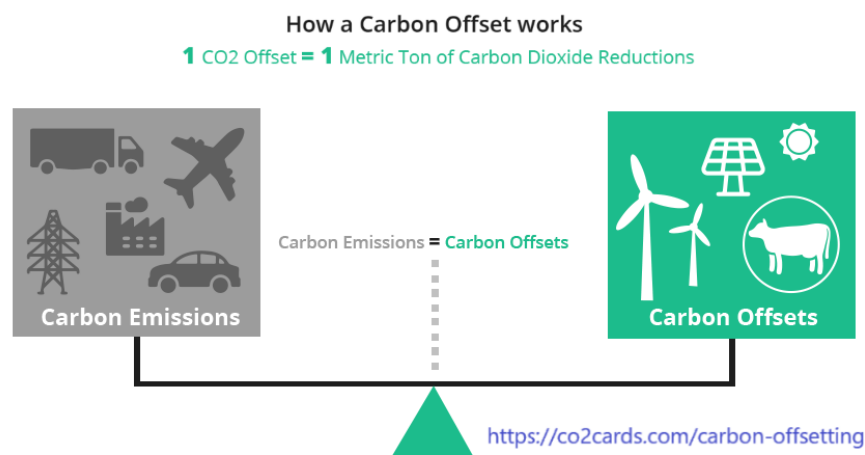 How a Carbon Offset works
1 CO2 Offset = 1 Metric Ton of Carbon Dioxide Reductions
Carbon Emissions = Carbon Offsets
Carbon Emissions
Carbon Offsets
https://co2cards.com/carbon-offsetting